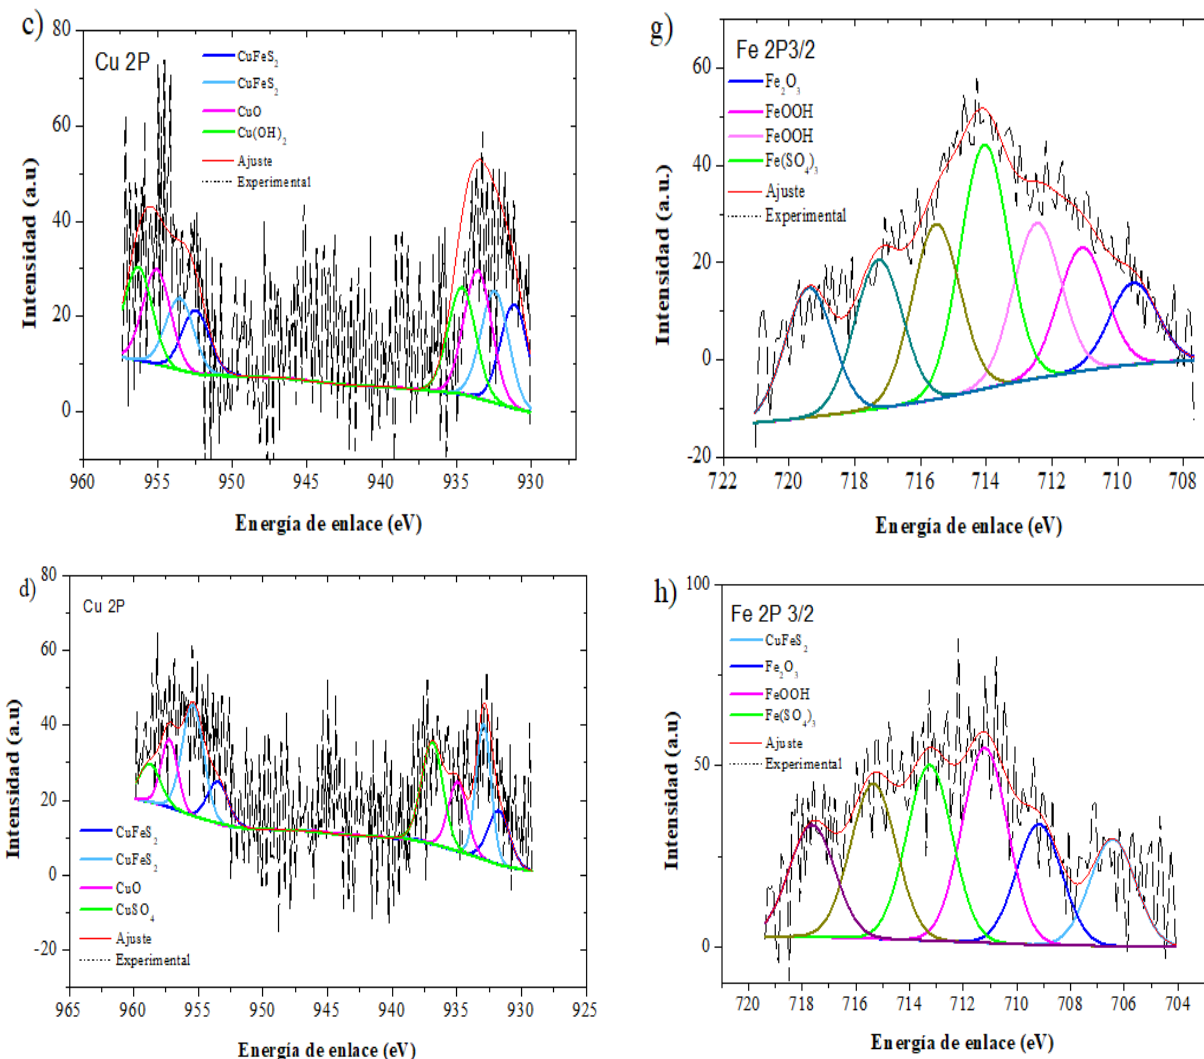 c)
Cu 2P
CuFeS₂
CuFeS₂
CuO
Cu(OH)₂
Ajuste
Experimental
Intensidad (a.u)
80
60
40
20
0
960 955 950 945 940 935 930
Energía de enlace (eV)
g)
Fe 2P3/2
Fe₂O₃
FeOOH
FeOOH
Fe(SO₄)₃
Ajuste
Experimental
Intensidad (a.u.)
60
40
20
0
-20
722 720 718 716 714 712 710 708
Energía de enlace (eV)
d)
Cu 2P
CuFeS₂
CuFeS₂
CuO
CuSO₄
Ajuste
Experimental
Intensidad (a.u)
80
60
40
20
0
-20
965 960 955 950 945 940 935 930 925
Energía de enlace (eV)
h)
Fe 2P 3/2
CuFeS₂
Fe₂O₃
FeOOH
Fe(SO₄)₃
Ajuste
Experimental
Intensidad (a.u)
100
50
0
720 718 716 714 713 711 710 708 706 704
Energía de enlace (eV)